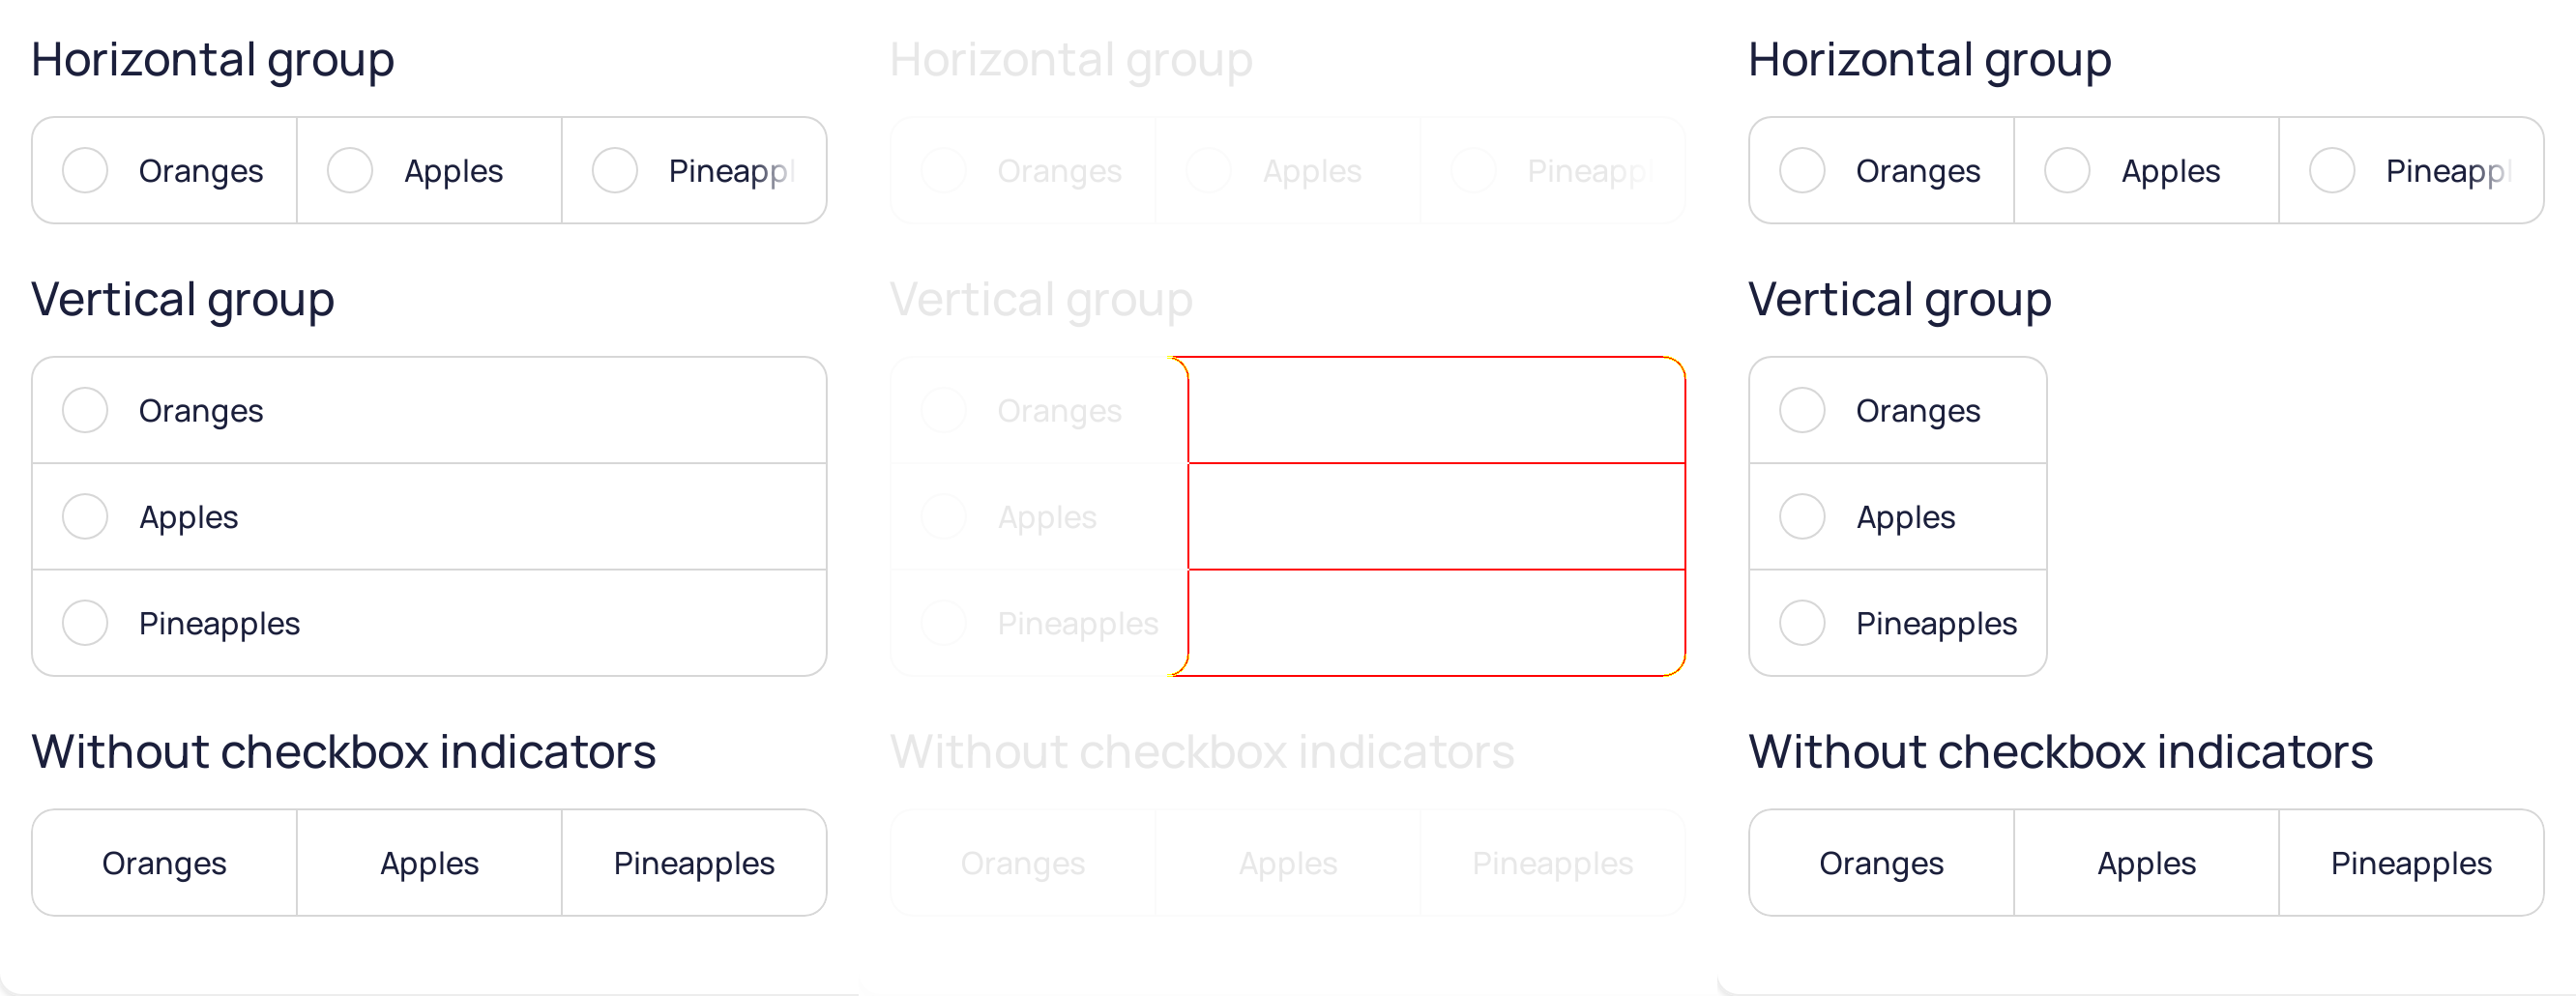 Horizontal group
Oranges Apples Pineappl
Vertical group
Oranges
Apples
Pineapples
Without checkbox indicators
Oranges Apples Pineapples
Horizontal group
Oranges Apples Pineappl
Vertical group
Oranges
Apples
Pineapples
Without checkbox indicators
Oranges Apples Pineapples
Horizontal group
Oranges Apples Pineappl
Vertical group
Oranges
Apples
Pineapples
Without checkbox indicators
Oranges Apples Pineapples